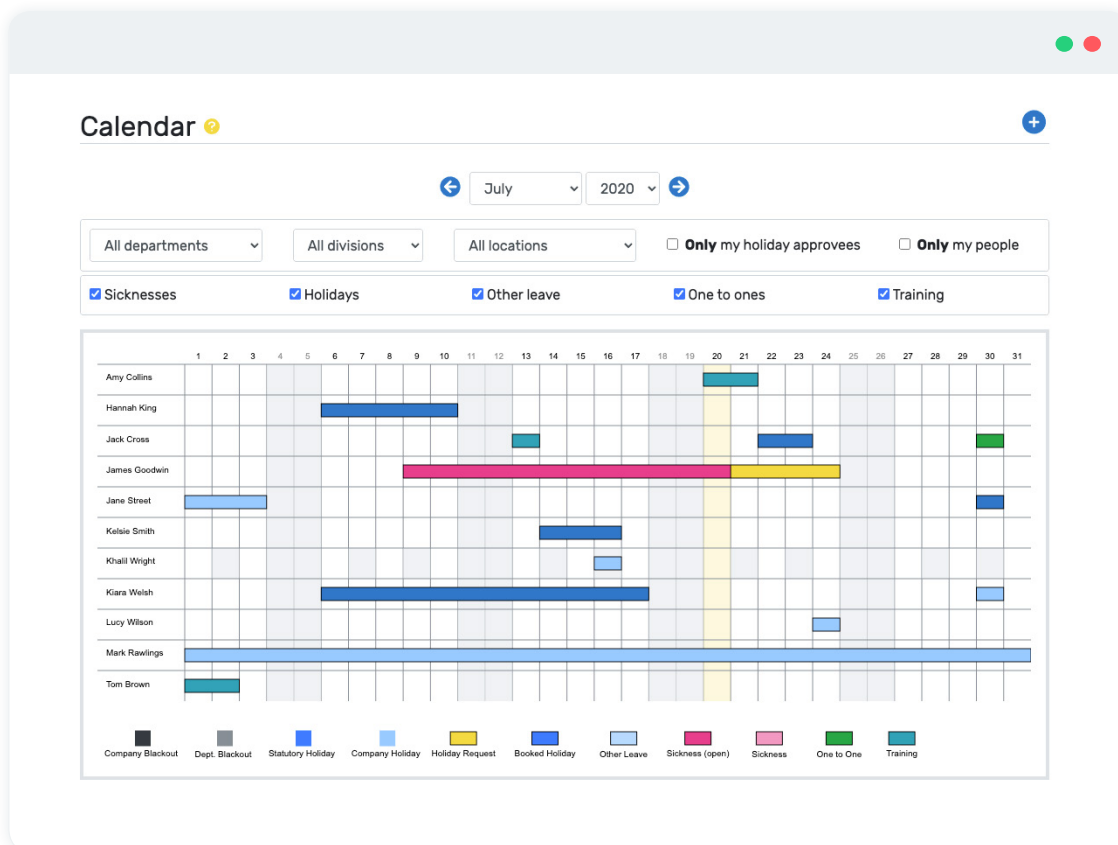 Calendar ?
July 2020
All departments All divisions All locations Only my holiday approvees Only my people
Sicknesses Holidays Other leave One to ones Training
1 2 3 4 5 6 7 8 9 10 11 12 13 14 15 16 17 18 19 20 21 22 23 24 25 26 27 28 29 30 31
Amy Collins
Hannah King
Jack Cross
James Goodwin
Jane Street
Kelsie Smith
Khalil Wright
Kiara Welsh
Lucy Wilson
Mark Rawlings
Tom Brown
Company Blackout Dept. Blackout Statutory Holiday Company Holiday Holiday Request Booked Holiday Other Leave Sickness (open) Sickness One to One Training